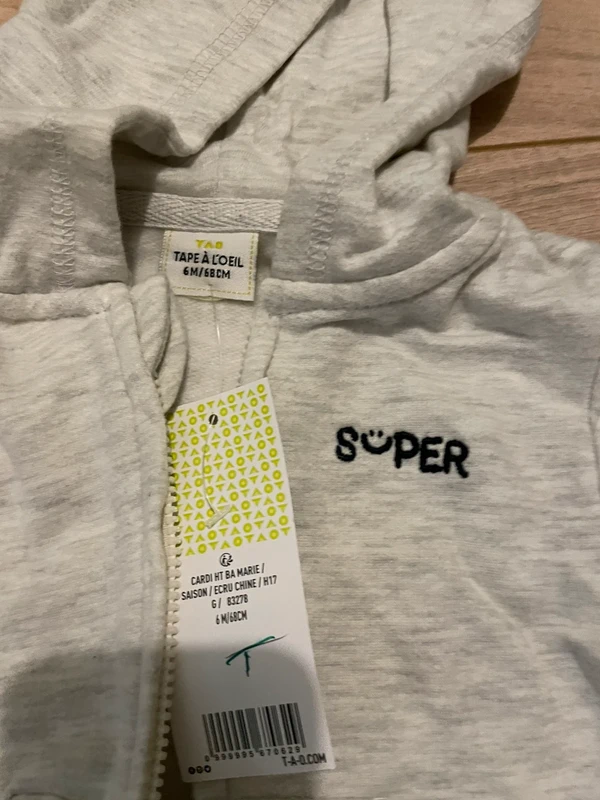 TAO
TAPE À L'OEIL
6M/68CM
SÜPER
CARDI HT BA MARIE /
SAISON / ECRU CHINE / H17
G / 83278
6 M/68CM
T
T-A-O.COM